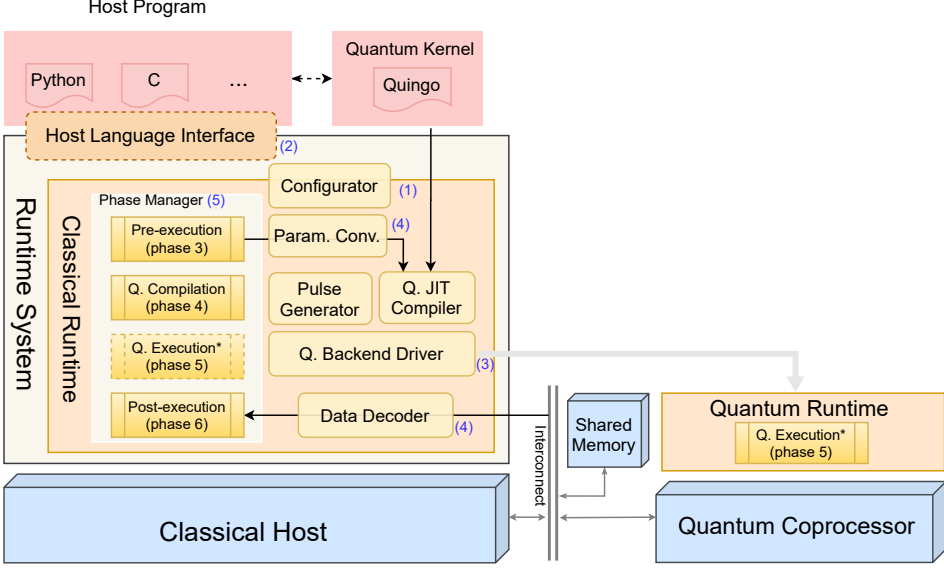 Host Program
Python
C
...
Quantum Kernel
Quingo
Host Language Interface
(2)
Runtime System
Classical Runtime
Configurator
(1)
Phase Manager (5)
Pre-execution
(phase 3)
Param. Conv.
(4)
Q. Compilation
(phase 4)
Pulse
Generator
Q. JIT
Compiler
Q. Execution*
(phase 5)
Q. Backend Driver
(3)
Post-execution
(phase 6)
Data Decoder
(4)
Interconnect
Shared
Memory
Quantum Runtime
Q. Execution*
(phase 5)
Classical Host
Quantum Coprocessor